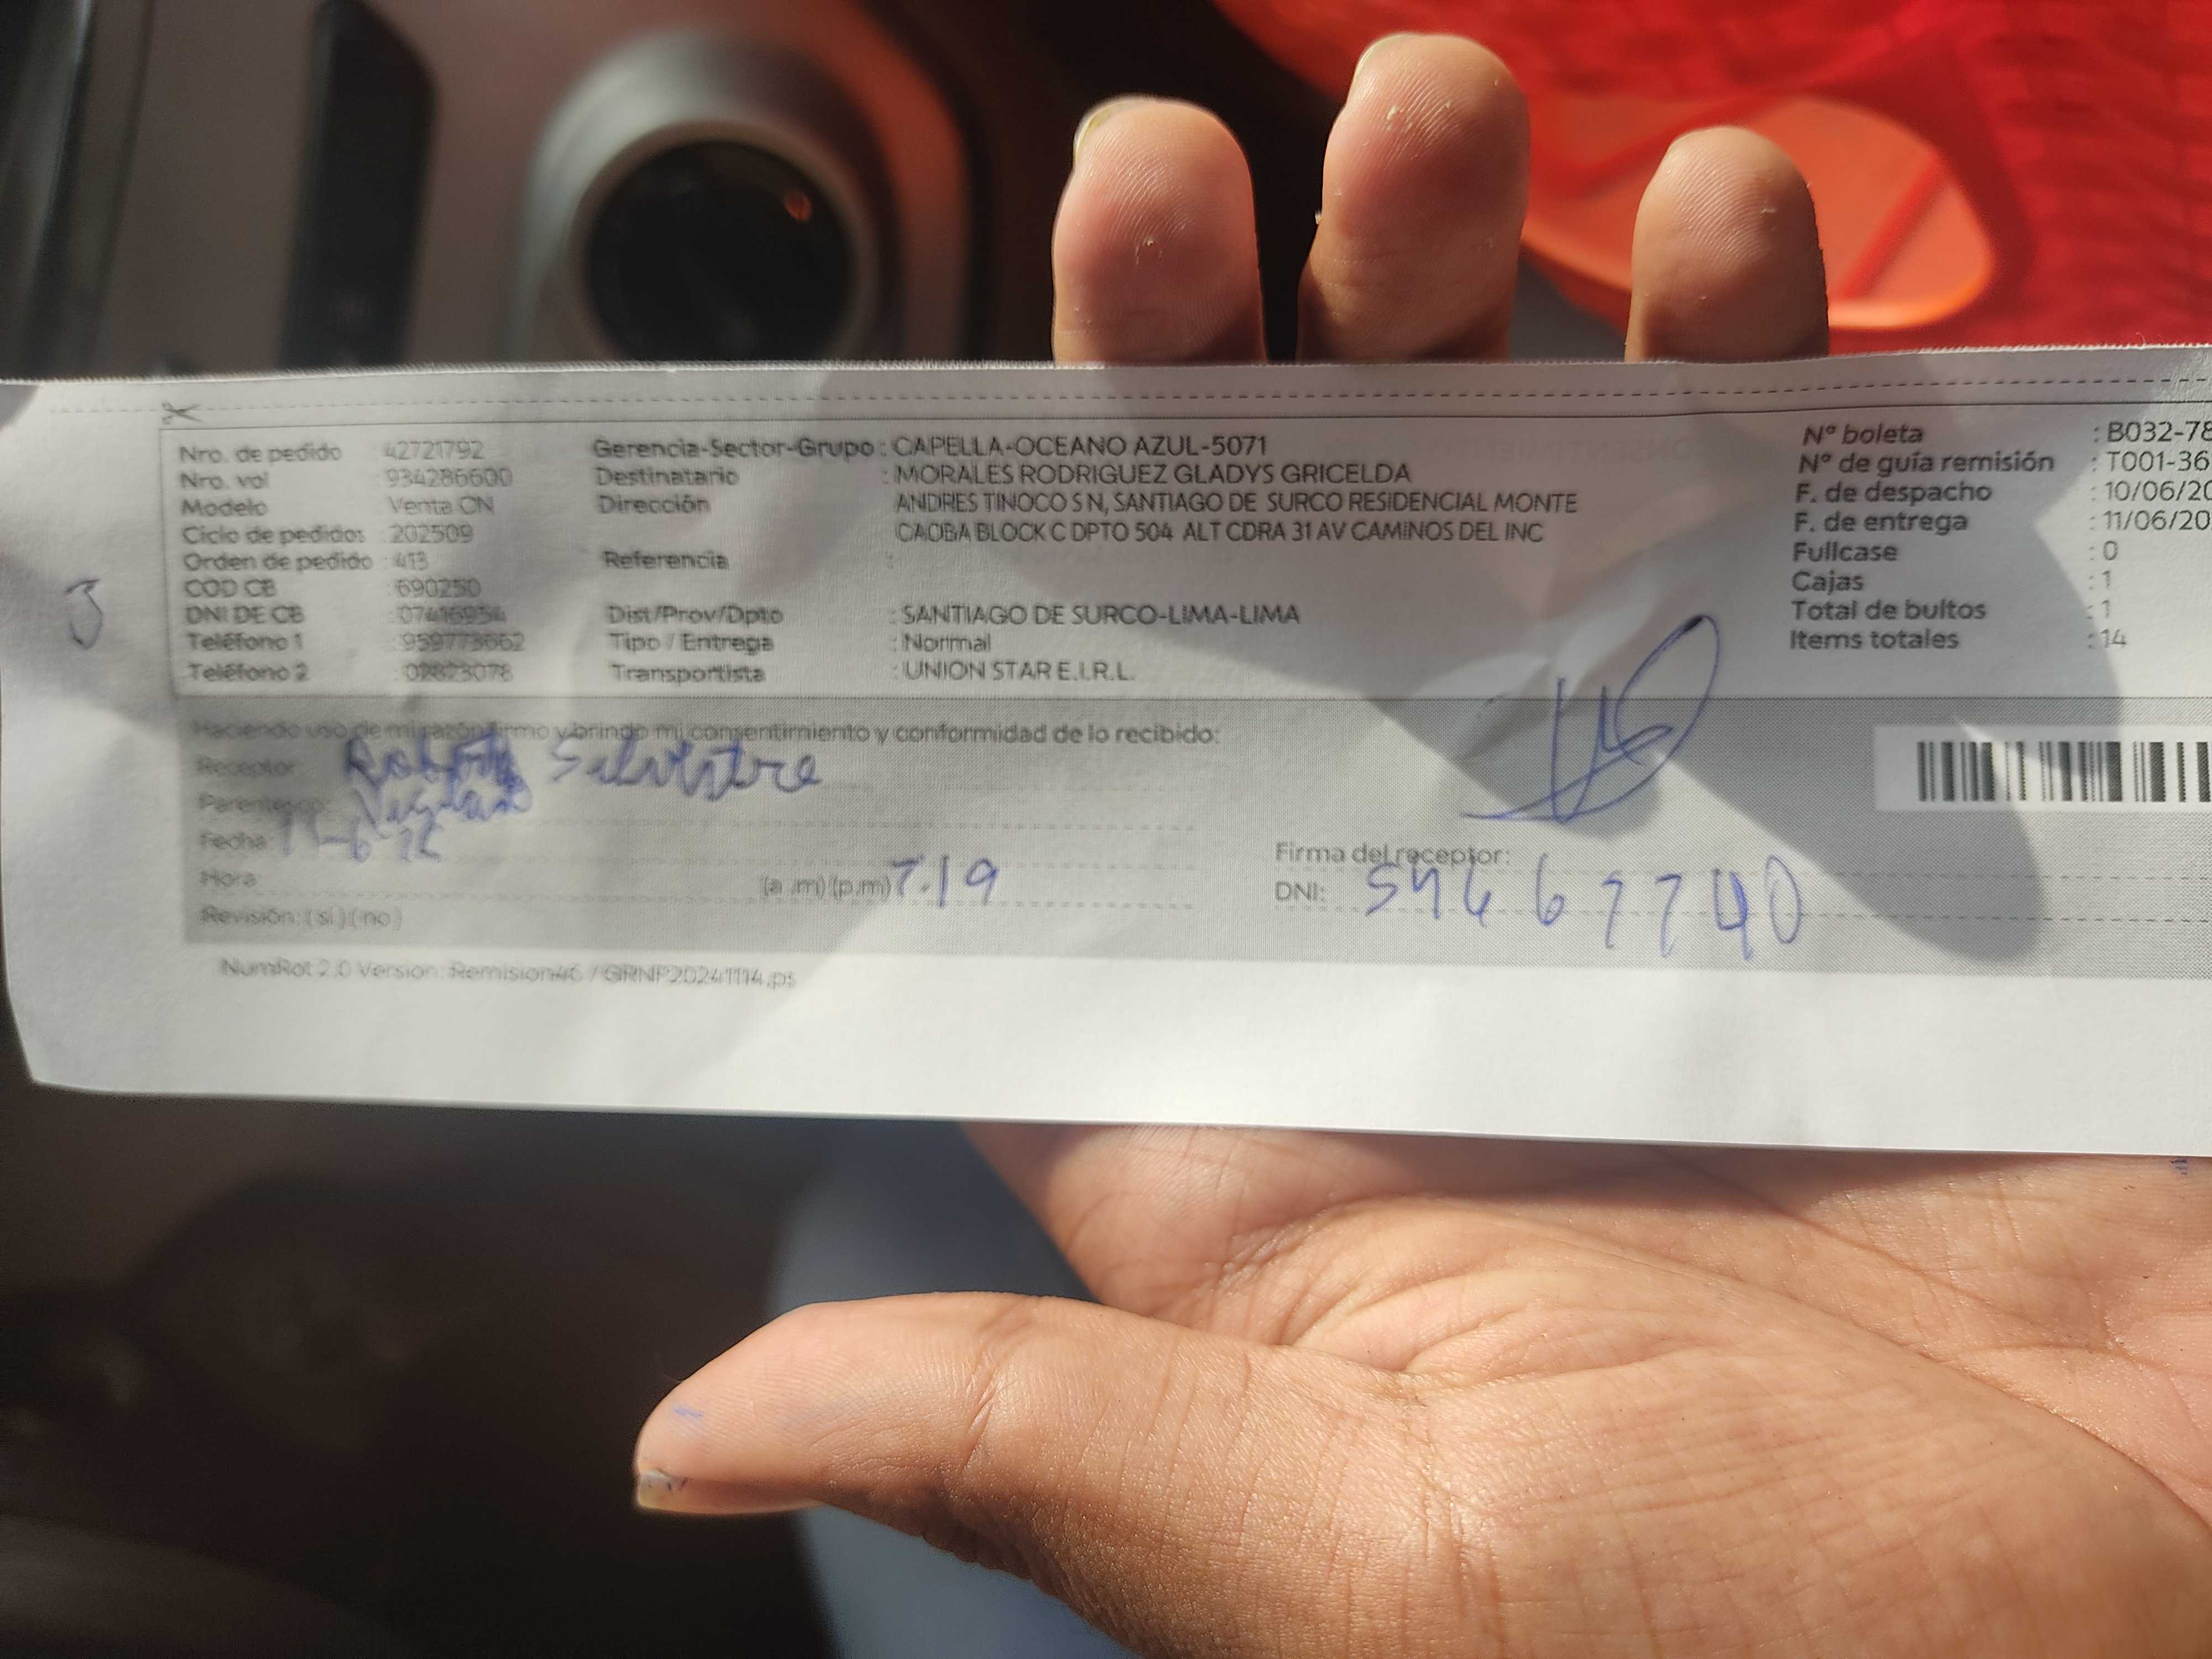 Nro. de pedido : 42721792
Nro. vol : 934286600
Modelo : Venta CN
Ciclo de pedidos : 202509
Orden de pedido : 413
COD CB : 690250
DNI DE CB : 07416954
Teléfono 1 : 959773662
Teléfono 2 : 02823078
Gerencia-Sector-Grupo : CAPELLA-OCEANO AZUL-5071
Destinatario : MORALES RODRIGUEZ GLADYS GRICELDA
Dirección ANDRES TINOCO S N, SANTIAGO DE SURCO RESIDENCIAL MONTE
CAOBA BLOCK C DPTO 504 ALT CDRA 31 AV CAMINOS DEL INC
Referencia :
Dist/Prov/Dpto : SANTIAGO DE SURCO-LIMA-LIMA
Tipo / Entrega : Normal
Transportista : UNION STAR E.I.R.L.
Nº boleta : B032-78
Nº de guía remisión : T001-36
F. de despacho : 10/06/20
F. de entrega : 11/06/20
Fullcase : 0
Cajas : 1
Total de bultos : 1
Items totales : 14
3
Haciendo uso de mi razón firmo y brindo mi consentimiento y conformidad de lo recibido:
Receptor: Silvestre
Parentesco:
Fecha:
Hora (a.m)(p.m) 7.19
Revisión: (si)(no)
Firma del receptor:
DNI:
NumRot 2.0 Version: Remision46 / GRNP20241114.ps